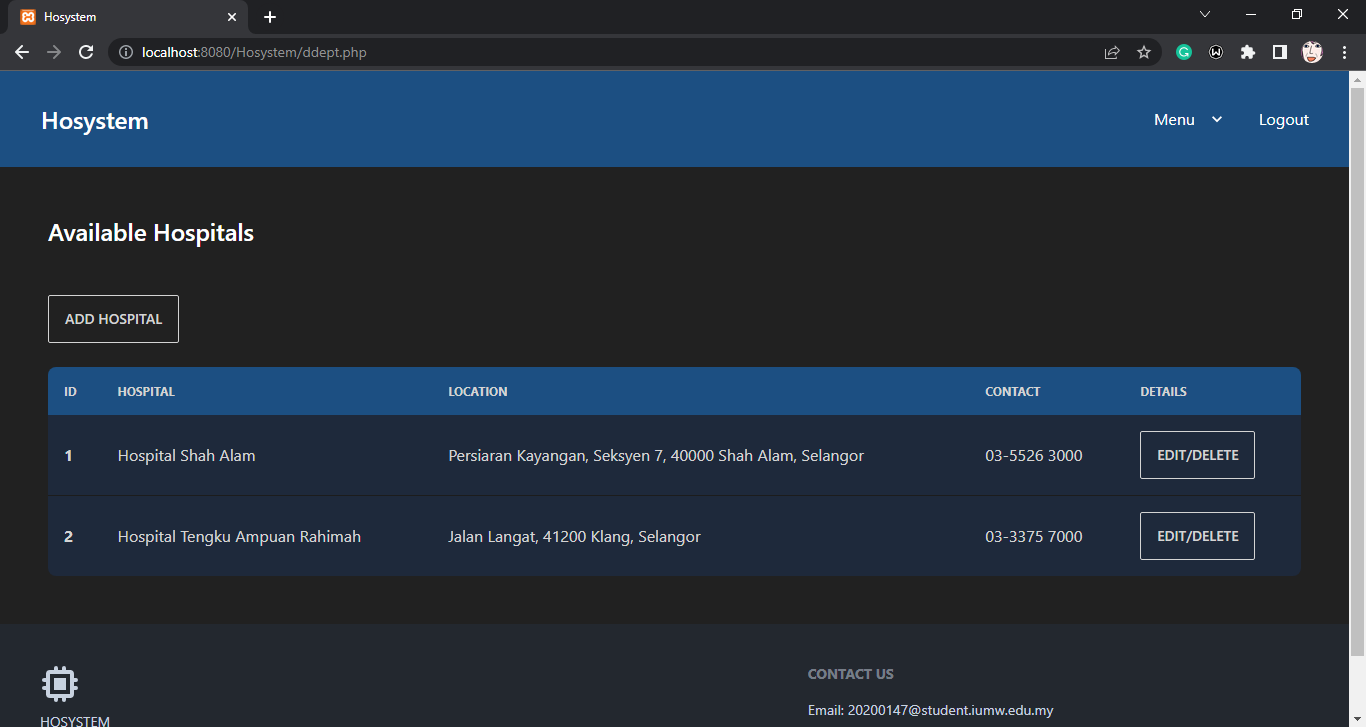 Hosystem
localhost:8080/Hosystem/ddept.php
Hosystem Menu Logout
Available Hospitals
ADD HOSPITAL
ID HOSPITAL LOCATION CONTACT DETAILS
1 Hospital Shah Alam Persiaran Kayangan, Seksyen 7, 40000 Shah Alam, Selangor 03-5526 3000 EDIT/DELETE
2 Hospital Tengku Ampuan Rahimah Jalan Langat, 41200 Klang, Selangor 03-3375 7000 EDIT/DELETE
CONTACT US
Email: 20200147@student.iumw.edu.my
HOSYSTEM